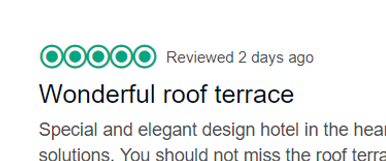 Reviewed 2 days ago
Wonderful roof terrace
Special and elegant design hotel in the
solutions. You should not miss the roof